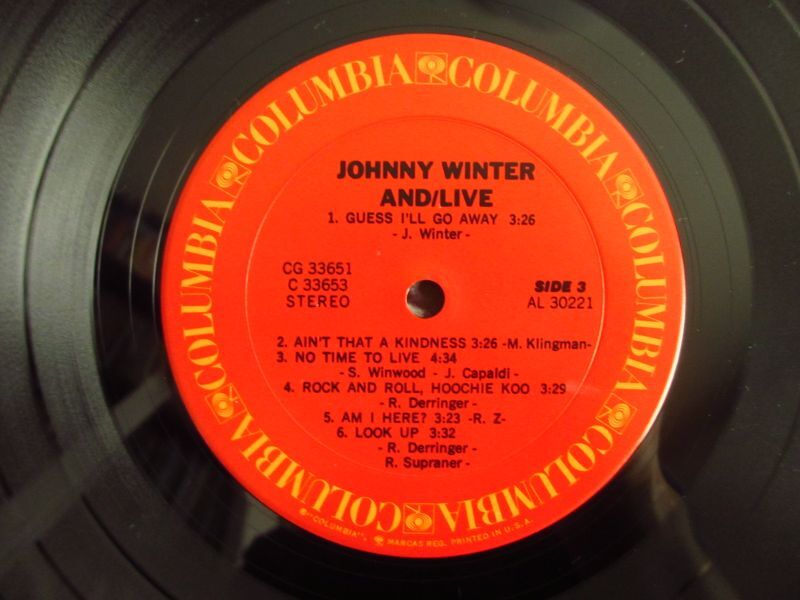 COLUMBIA COLUMBIA COLUMBIA COLUMBIA COLUMBIA COLUMBIA
JOHNNY WINTER
AND/LIVE
1. GUESS I'LL GO AWAY 3:26
- J. Winter -
CG 33651
C 33653
STEREO
SIDE 3
AL 30221
2. AIN'T THAT A KINDNESS 3:26 -M. Klingman-
3. NO TIME TO LIVE 4:34
- S. Winwood - J. Capaldi -
4. ROCK AND ROLL, HOOCHIE KOO 3:29
- R. Derringer -
5. AM I HERE? 3:23 -R. Z-
6. LOOK UP 3:32
- R. Derringer -
R. Supraner -
"COLUMBIA", MARCAS REG. PRINTED IN U.S.A.